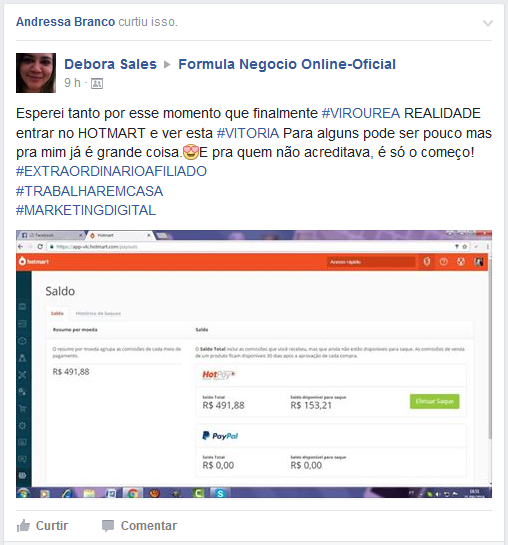 Andressa Branco curtiu isso.
Debora Sales ▶ Formula Negocio Online-Oficial
9 h ·
Esperei tanto por esse momento que finalmente #VIROUREA REALIDADE
entrar no HOTMART e ver esta #VITORIA Para alguns pode ser pouco mas
pra mim já é grande coisa.😍E pra quem não acreditava, é só o começo!
#EXTRAORDINARIOAFILIADO
#TRABALHAREMCASA
#MARKETINGDIGITAL
Facebook
Hotmart
https://app-vlc.hotmart.com/payouts
hotmart
Acesso rápido
Saldo
Saldo
Histórico de Saques
Resumo por moeda
Saldo
O resumo por moeda agrupa as comissões de cada meio de
pagamento.
R$ 491,88
O Saldo Total inclui as comissões que você recebeu, mas que ainda não estão disponíveis para saque. As comissões de venda
de um produto ficam disponíveis 30 dias após a aprovação de cada compra.
HotPay
Saldo Total
Saldo disponível para saque
R$ 491,88
R$ 153,21
Efetuar Saque
PayPal
Saldo Total
Saldo disponível para saque
R$ 0,00
R$ 0,00
PT
Curtir
Comentar